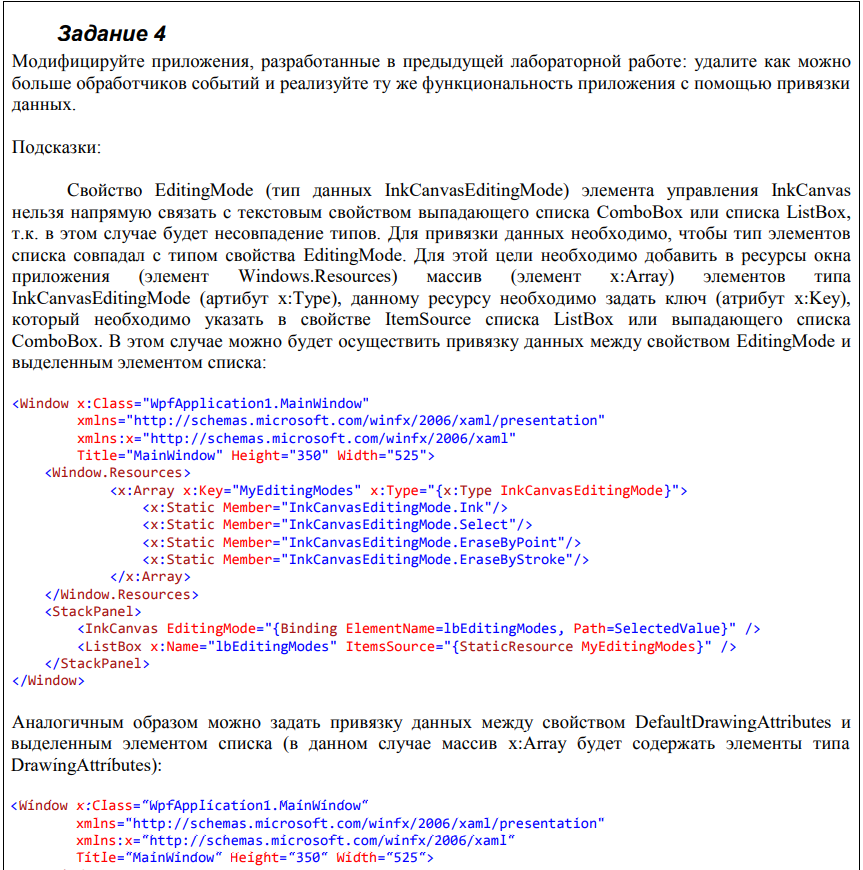 Задание 4
Модифицируйте приложения, разработанные в предыдущей лабораторной работе: удалите как можно
больше обработчиков событий и реализуйте ту же функциональность приложения с помощью привязки
данных.
Подсказки:
Свойство EditingMode (тип данных InkCanvasEditingMode) элемента управления InkCanvas
нельзя напрямую связать с текстовым свойством выпадающего списка ComboBox или списка ListBox,
т.к. в этом случае будет несовпадение типов. Для привязки данных необходимо, чтобы тип элементов
списка совпадал с типом свойства EditingMode. Для этой цели необходимо добавить в ресурсы окна
приложения (элемент Windows.Resources) массив (элемент x:Array) элементов типа
InkCanvasEditingMode (артибут x:Type), данному ресурсу необходимо задать ключ (атрибут x:Key),
который необходимо указать в свойстве ItemSource списка ListBox или выпадающего списка
ComboBox. В этом случае можно будет осуществить привязку данных между свойством EditingMode и
выделенным элементом списка:
<Window x:Class="WpfApplication1.MainWindow"
xmlns="http://schemas.microsoft.com/winfx/2006/xaml/presentation"
xmlns:x="http://schemas.microsoft.com/winfx/2006/xaml"
Title="MainWindow" Height="350" Width="525">
<Window.Resources>
<x:Array x:Key="MyEditingModes" x:Type="{x:Type InkCanvasEditingMode}">
<x:Static Member="InkCanvasEditingMode.Ink"/>
<x:Static Member="InkCanvasEditingMode.Select"/>
<x:Static Member="InkCanvasEditingMode.EraseByPoint"/>
<x:Static Member="InkCanvasEditingMode.EraseByStroke"/>
</x:Array>
</Window.Resources>
<StackPanel>
<InkCanvas EditingMode="{Binding ElementName=lbEditingModes, Path=SelectedValue}" />
<ListBox x:Name="lbEditingModes" ItemsSource="{StaticResource MyEditingModes}" />
</StackPanel>
</Window>
Аналогичным образом можно задать привязку данных между свойством DefaultDrawingAttributes и
выделенным элементом списка (в данном случае массив x:Array будет содержать элементы типа
DrawíngAttríbutes):
<Window x:Class=“WpfApplícatíon1.MaínWíndow“
xmlns="http://schemas.microsoft.com/winfx/2006/xaml/presentation"
xmlns:x=“http://schemas.microsoft.com/winfx/2006/xaml“
Title=“MainWindow“ Height=“350“ Width=“525“>